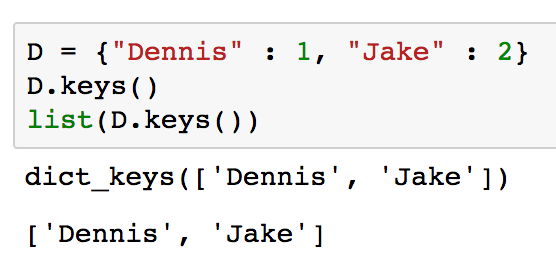 D = {"Dennis" : 1, "Jake" : 2}
D.keys()
list(D.keys())
dict_keys(['Dennis', 'Jake'])
['Dennis', 'Jake']